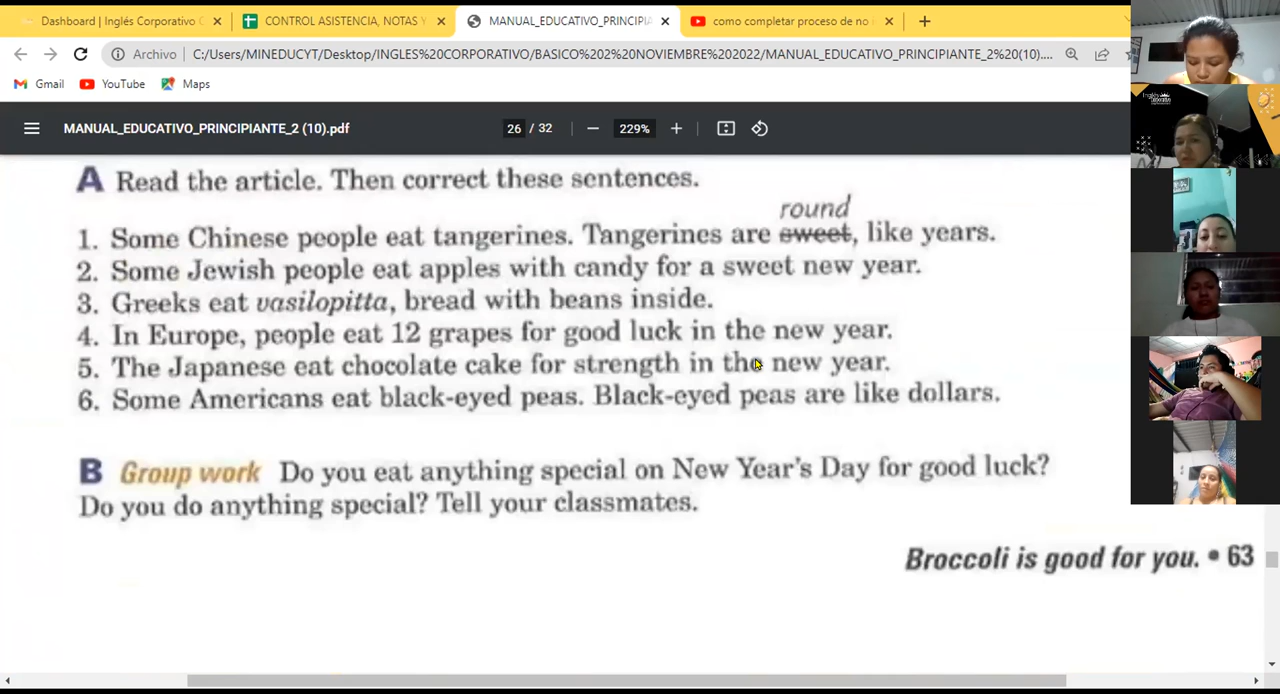 Dashboard | Inglés Corporativo
CONTROL ASISTENCIA, NOTAS Y
MANUAL_EDUCATIVO_PRINCIPIA
como completar proceso de no
Archivo
C:/Users/MINEDUCYT/Desktop/INGLES%20CORPORATIVO/BASICO%202%20NOVIEMBRE%202022/MANUAL_EDUCATIVO_PRINCIPIANTE_2%20(10)....
Gmail
YouTube
Maps
MANUAL_EDUCATIVO_PRINCIPIANTE_2 (10).pdf
26 / 32
229%
A Read the article. Then correct these sentences.
round
1. Some Chinese people eat tangerines. Tangerines are sweet, like years.
2. Some Jewish people eat apples with candy for a sweet new year.
3. Greeks eat vasilopitta, bread with beans inside.
4. In Europe, people eat 12 grapes for good luck in the new year.
5. The Japanese eat chocolate cake for strength in the new year.
6. Some Americans eat black-eyed peas. Black-eyed peas are like dollars.
B Group work Do you eat anything special on New Year's Day for good luck?
Do you do anything special? Tell your classmates.
Broccoli is good for you. • 63